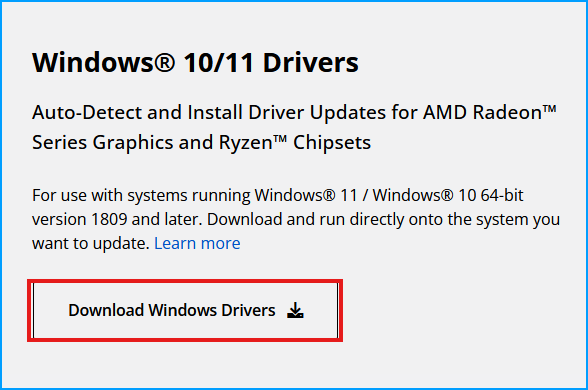 Windows® 10/11 Drivers
Auto-Detect and Install Driver Updates for AMD Radeon™
Series Graphics and Ryzen™ Chipsets
For use with systems running Windows® 11 / Windows® 10 64-bit
version 1809 and later. Download and run directly onto the system you
want to update. Learn more
Download Windows Drivers